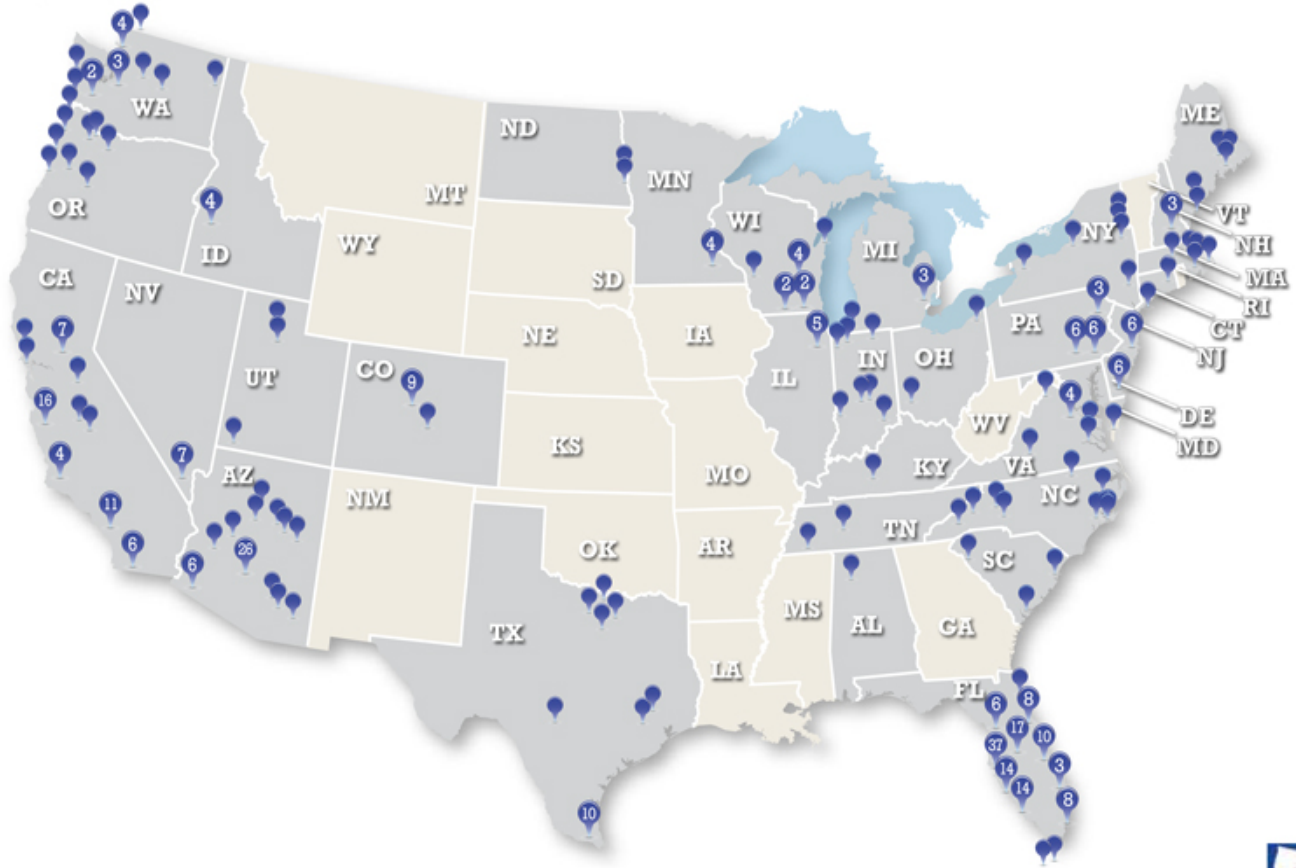 4
3
2
WA
ME
ND
MN
MT
OR
4
ID
WI
4
4
2 2
MI
3
NY
3
VT
NH
MA
RI
CT
NJ
DE
MD
WY
SD
CA
NV
7
5
IA
NE
PA
3
6 6
6
6
IN
OH
IL
UT
CO
9
16
4
4
WV
KS
MO
KY
VA
7
AZ
NM
11
6
6
26
NC
TN
OK
AR
SC
MS
AL
GA
TX
LA
FL
6
8
17
10
37
14
3
14
8
10